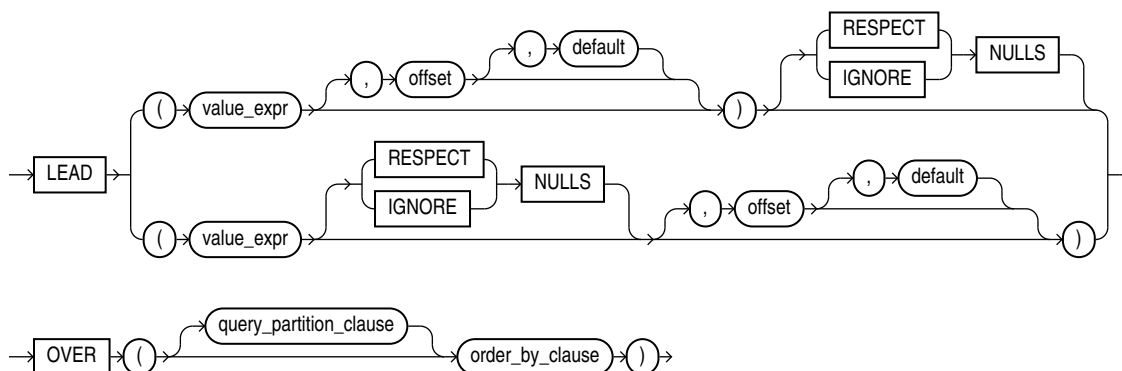 , default RESPECT
, offset IGNORE NULLS
( value_expr )
LEAD
RESPECT
IGNORE NULLS , offset , default
( value_expr )
OVER ( query_partition_clause order_by_clause )